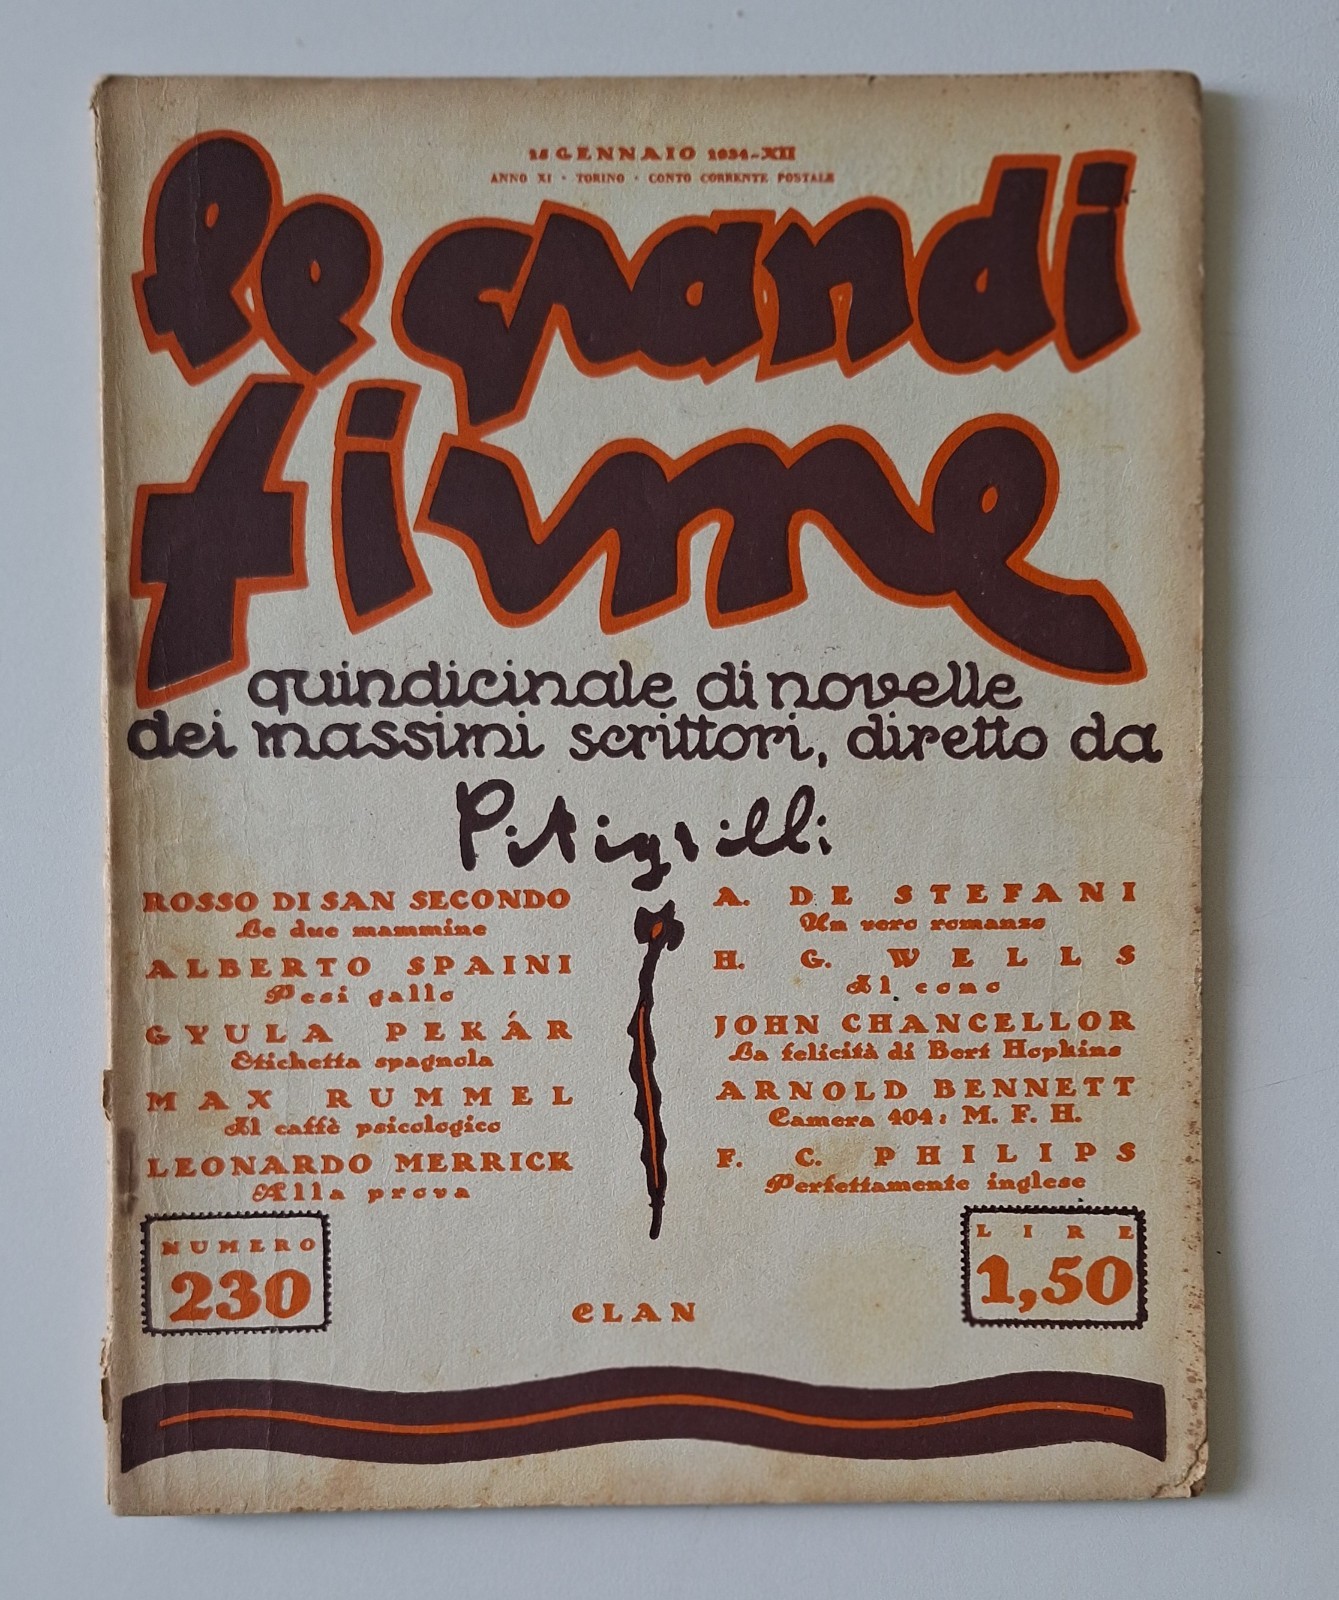 15 GENNAIO 1934-XII
ANNO XI • TORINO • CONTO CORRENTE POSTALE
le grandi
firme
quindicinale di novelle
dei massimi scrittori, diretto da
Pitigrilli
ROSSO DI SAN SECONDO
Le due mammine
ALBERTO SPAINI
Pesi gallo
GYULA PEKÁR
Etichetta spagnola
MAX RUMMEL
Al caffè psicologico
LEONARDO MERRICK
Alla prova
A. DE STEFANI
Un vero romanzo
H. G. WELLS
Il cono
JOHN CHANCELLOR
La felicità di Bert Hopkins
ARNOLD BENNETT
Camera 404: M. F. H.
F. C. PHILIPS
Perfettamente inglese
NUMERO
230
CLAN
LIRE
1,50